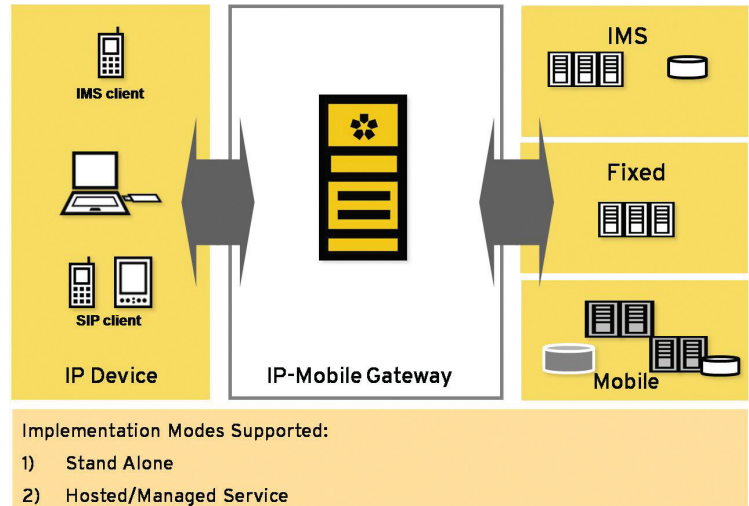 IMS client
SIP client
IP Device
IP-Mobile Gateway
IMS
Fixed
Mobile
Implementation Modes Supported:
1) Stand Alone
2) Hosted/Managed Service